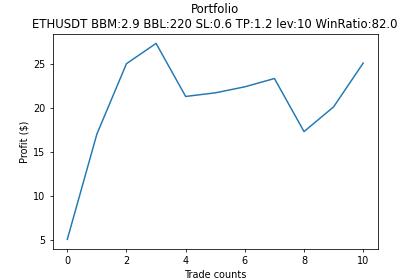 Portfolio
ETHUSDT BBM:2.9 BBL:220 SL:0.6 TP:1.2 lev:10 WinRatio:82.0
Profit ($)
25
20
15
10
5
0 2 4 6 8 10
Trade counts